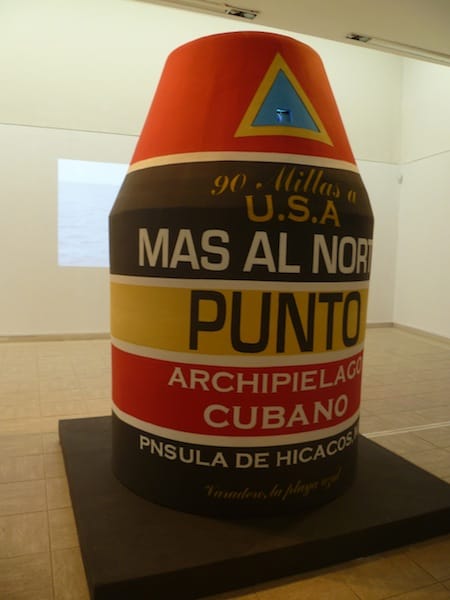 90 Millas a
U.S.A
MAS AL NORT
PUNTO
ARCHIPIELAGO
CUBANO
PNSULA DE HICACOS,
Varadero, la playa azul